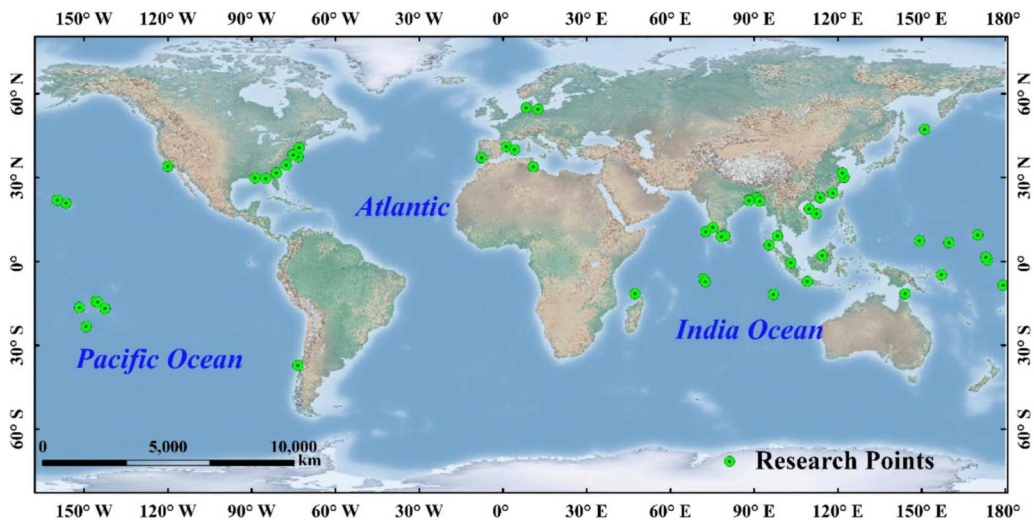 150° W 120° W 90° W 60° W 30° W 0° 30° E 60° E 90° E 120° E 150° E 180°
60° N 60° N
30° N 30° N
Atlantic
0° 0°
India Ocean
30° S 30° S
Pacific Ocean
0 5,000 10,000
60° S 60° S
km
Research Points
150° W 120° W 90° W 60° W 30° W 0° 30° E 60° E 90° E 120° E 150° E 180°